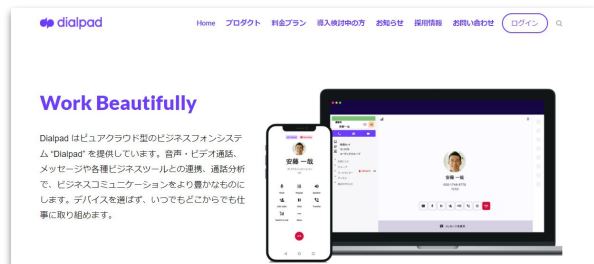 dialpad
Home プロダクト 料金プラン 導入検討中の方 お知らせ 採用情報 お問い合わせ ログイン
Work Beautifully
Dialpad はピュアクラウド型のビジネスフォンシステ
ム “Dialpad” を提供しています。音声・ビデオ通話、
メッセージや各種ビジネスツールとの連携、通話分析
で、ビジネスコミュニケーションをより豊かなものに
します。デバイスを選ばず、いつでもどこからでも仕
事に取り組めます。
安藤 一哉
安藤 一哉